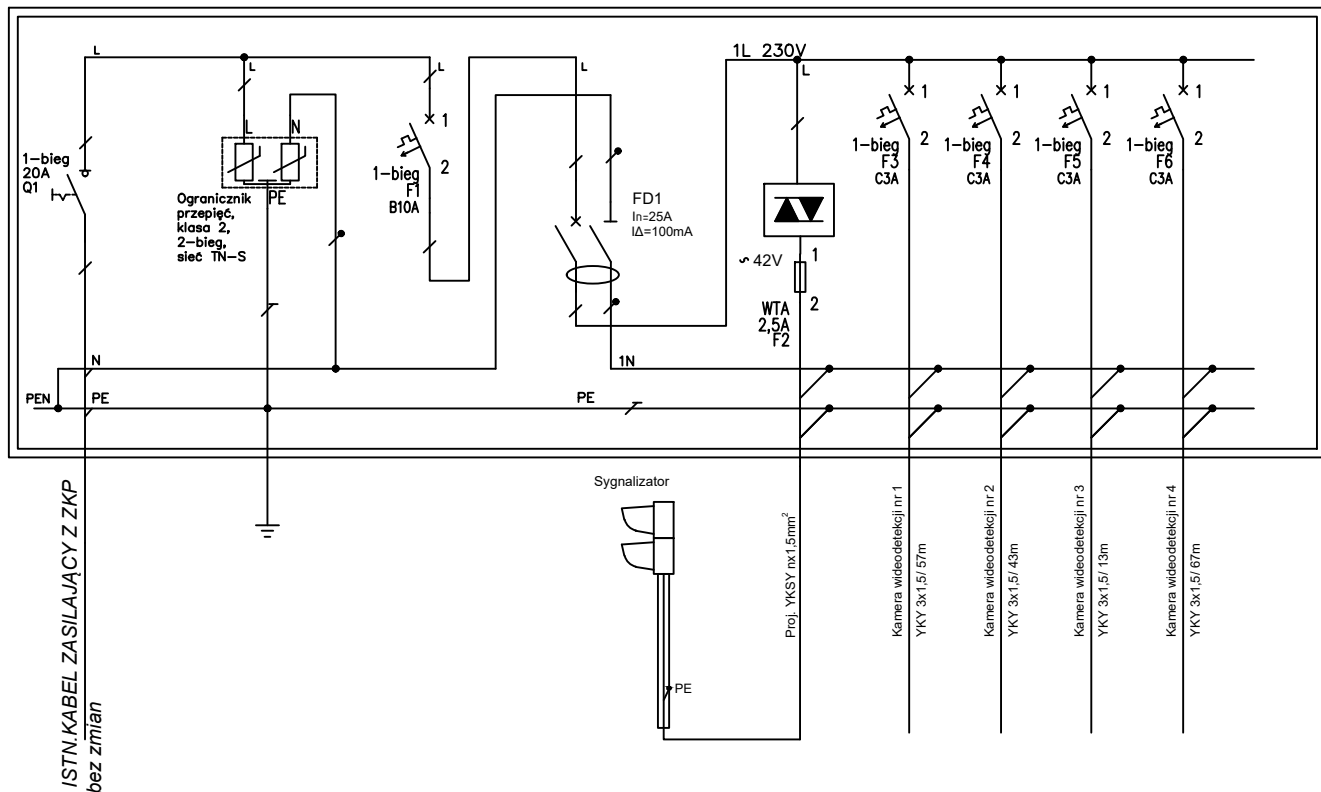 L
1-bieg
20A
Q1
L
L
N
PE
Ogranicznik
przepięć,
klasa 2,
2-bieg,
sieć TN-S
L
1
2
1-bieg
F1
B10A
L
FD1
In=25A
IΔ=100mA
1L 230V
L
~ 42V
1
2
WTA
2,5A
F2
1
2
1-bieg
F3
C3A
1
2
1-bieg
F4
C3A
1
2
1-bieg
F5
C3A
1
2
1-bieg
F6
C3A
N
1N
PEN
PE
PE
ISTN.KABEL ZASILAJĄCY Z ZKP
bez zmian
Sygnalizator
PE
Proj. YKSY nx1,5mm²
Kamera wideodetekcji nr 1
YKY 3x1,5/ 57m
Kamera wideodetekcji nr 2
YKY 3x1,5/ 43m
Kamera wideodetekcji nr 3
YKY 3x1,5/ 13m
Kamera wideodetekcji nr 4
YKY 3x1,5/ 67m